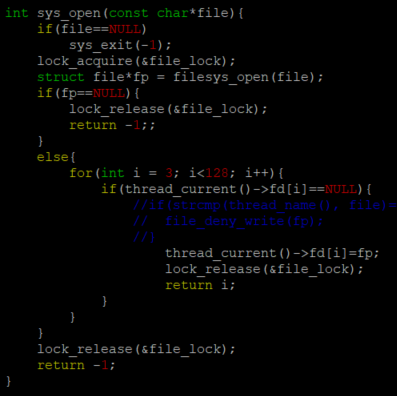 int sys_open(const char*file){
    if(file==NULL)
        sys_exit(-1);
    lock_acquire(&file_lock);
    struct file*fp = filesys_open(file);
    if(fp==NULL){
        lock_release(&file_lock);
        return -1;;
    }
    else{
        for(int i = 3; i<128; i++){
            if(thread_current()->fd[i]==NULL){
                //if(strcmp(thread_name(), file)=
                //  file_deny_write(fp);
                //}
                    thread_current()->fd[i]=fp;
                    lock_release(&file_lock);
                    return i;
            }
        }
    }
    lock_release(&file_lock);
    return -1;
}